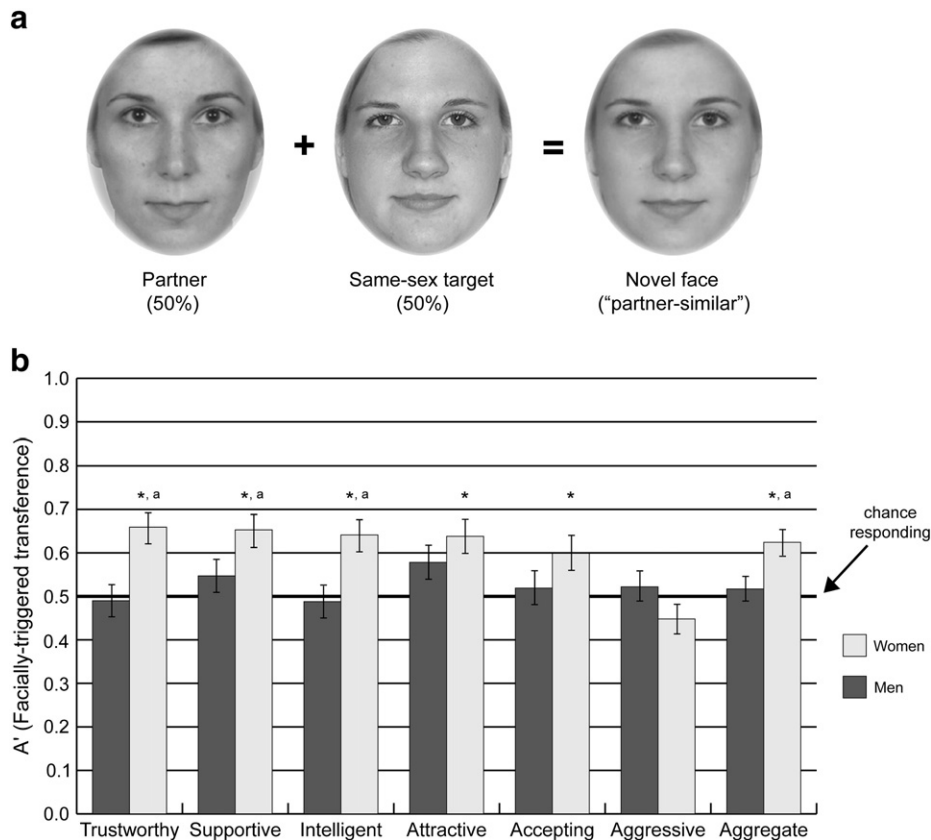 a
+
=
Partner
(50%)
Same-sex target
(50%)
Novel face
("partner-similar")
b
A' (Facially-triggered transference)
1.0
0.9
0.8
0.7
0.6
0.5
0.4
0.3
0.2
0.1
0.0
*, a
*, a
*, a
*
*
*, a
chance
responding
Women
Men
Trustworthy Supportive Intelligent Attractive Accepting Aggressive Aggregate